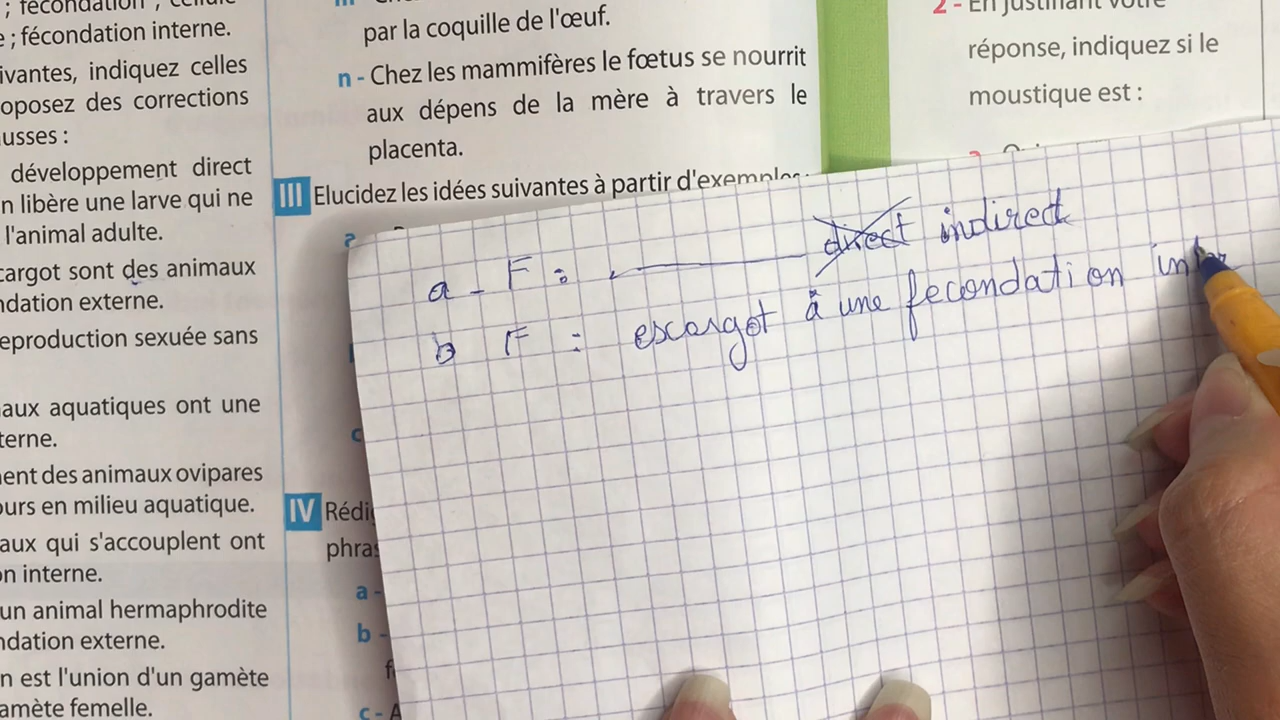 ; fécondation ; cellule
; fécondation interne.
ivantes, indiquez celles
oposez des corrections
usses :
développement direct
n libère une larve qui ne
l'animal adulte.
cargot sont des animaux
ndation externe.
eproduction sexuée sans
aux aquatiques ont une
terne.
ent des animaux ovipares
ours en milieu aquatique.
aux qui s'accouplent ont
on interne.
un animal hermaphrodite
ndation externe.
n est l'union d'un gamète
amète femelle.
par la coquille de l'œuf.
n - Chez les mammifères le fœtus se nourrit
aux dépens de la mère à travers le
placenta.
III Elucidez les idées suivantes à partir d'exemples
c
IV Rédi
phras
a -
b -
f
c - A
2 - En justifiant votre
réponse, indiquez si le
moustique est :
a - F : direct indirect
b F : escargot à une fecondation